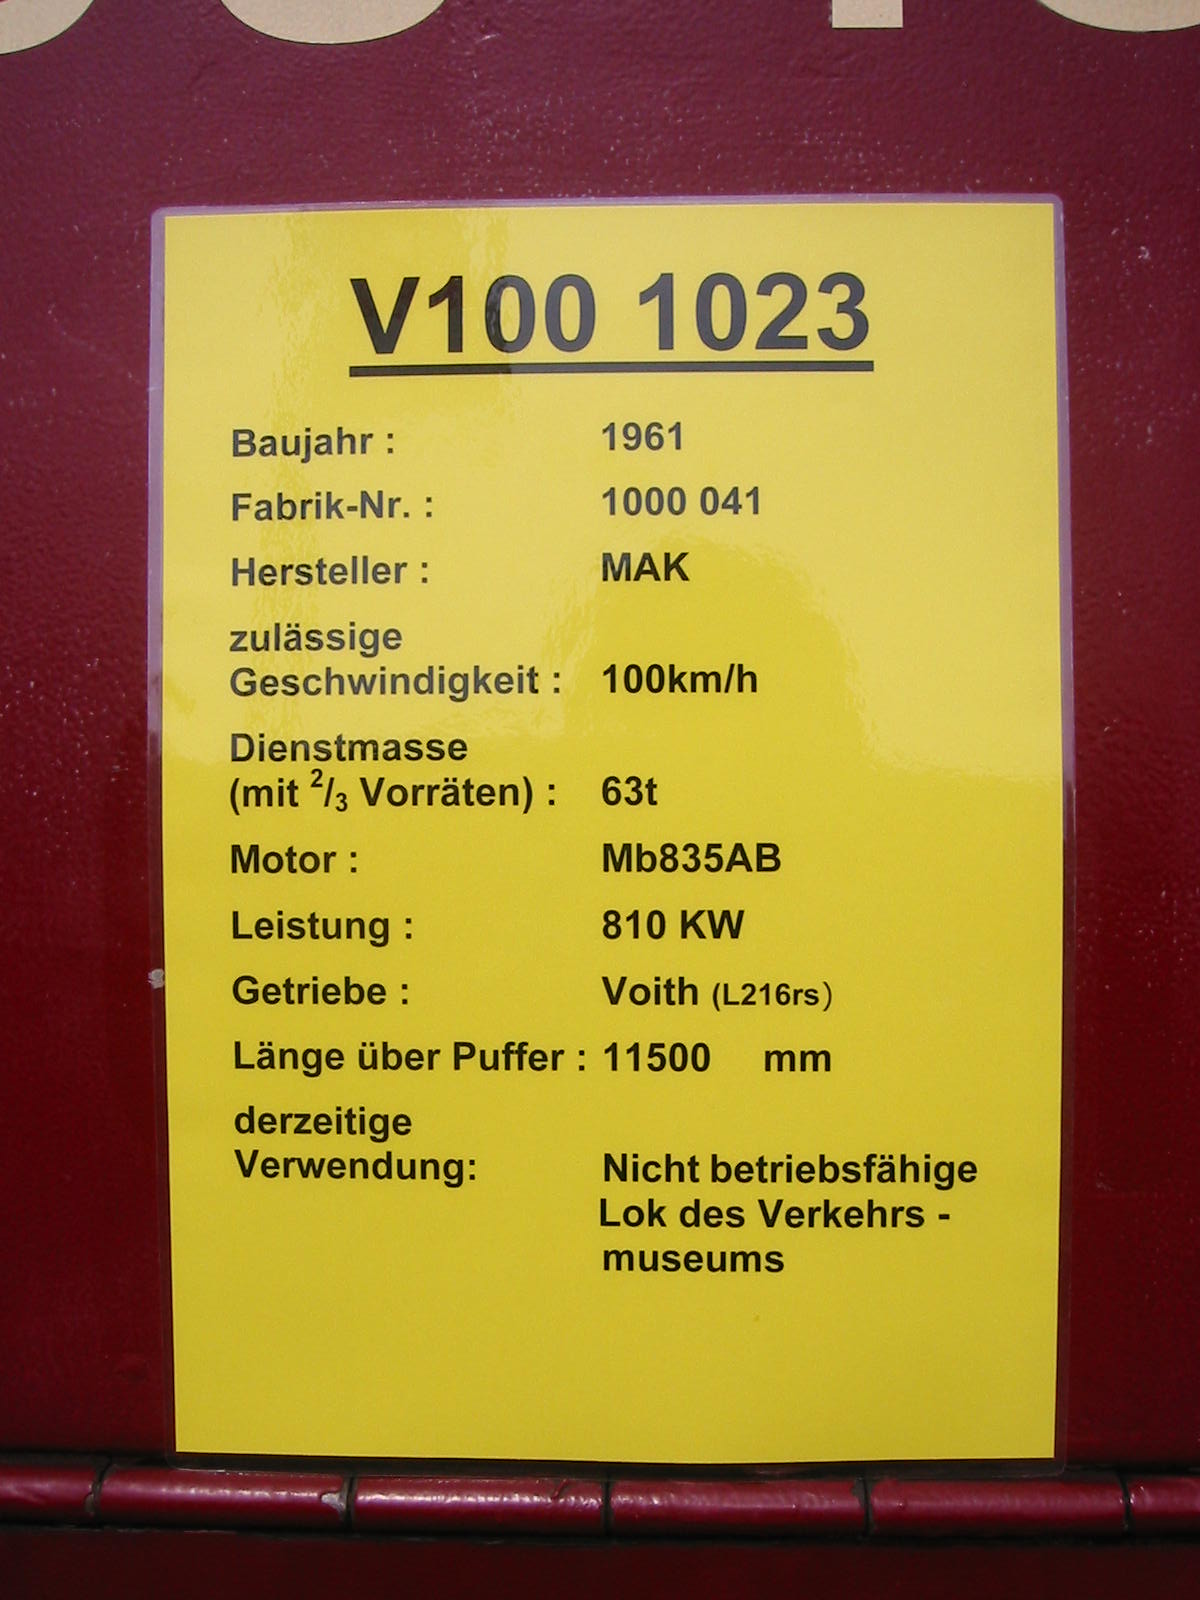 V100 1023
Baujahr : 1961
Fabrik-Nr. : 1000 041
Hersteller : MAK
zulässige
Geschwindigkeit : 100km/h
Dienstmasse
(mit 2/3 Vorräten) : 63t
Motor : Mb835AB
Leistung : 810 KW
Getriebe : Voith (L216rs)
Länge über Puffer : 11500 mm
derzeitige
Verwendung: Nicht betriebsfähige
Lok des Verkehrs -
museums